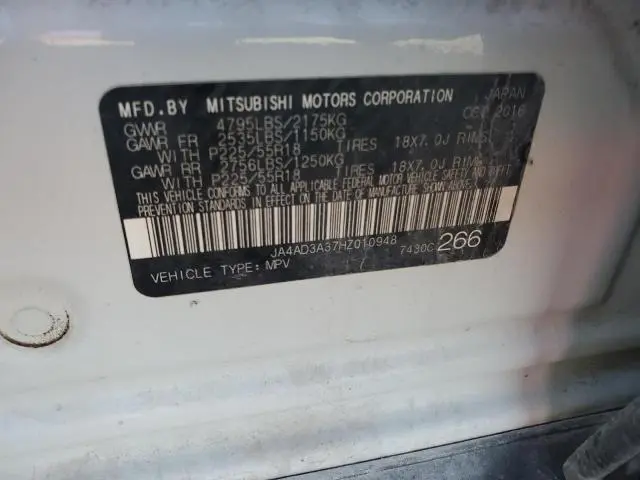 MFD.BY MITSUBISHI MOTORS CORPORATION JAPAN
GVWR 4795LBS/2175KG 2016
GAWR FR 2535LBS/1150KG
WITH P225/55R18 TIRES 18X7.0J RIMS
GAWR RR LBS/1250KG
WITH P225/55R18 TIRES 18X7.0J RIMS
THIS VEHICLE CONFORMS TO ALL APPLICABLE FEDERAL MOTOR VEHICLE SAFETY AND THEFT
PREVENTION STANDARDS IN EFFECT ON THE DATE OF MANUFACTURE SHOWN ABOVE.
JA4AD3A37HZ010948
VEHICLE TYPE: MPV 7430C 266